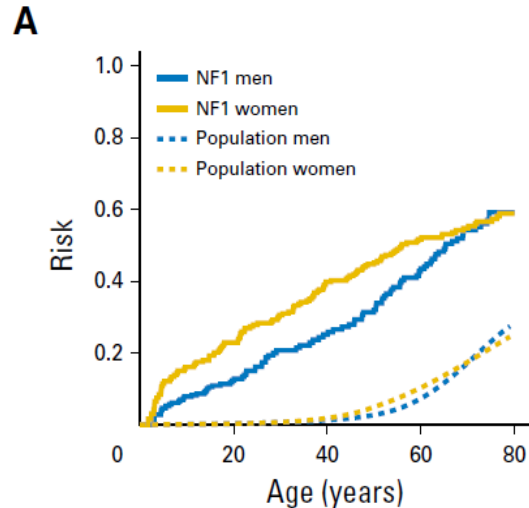 A
1.0
NF1 men
NF1 women
0.8
Population men
Population women
0.6
Risk
0.4
0.2
0
20
40
60
80
Age (years)